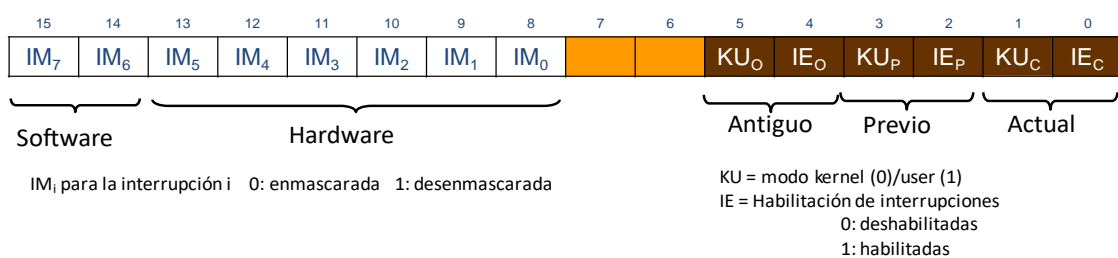 15 14 13 12 11 10 9 8 7 6 5 4 3 2 1 0
IM7 IM6 IM5 IM4 IM3 IM2 IM1 IM0 KUO IEO KUP IEP KUC IEC
Software Hardware Antiguo Previo Actual
IMi para la interrupción i 0: enmascarada 1: desenmascarada
KU = modo kernel (0)/user (1)
IE = Habilitación de interrupciones
0: deshabilitadas
1: habilitadas